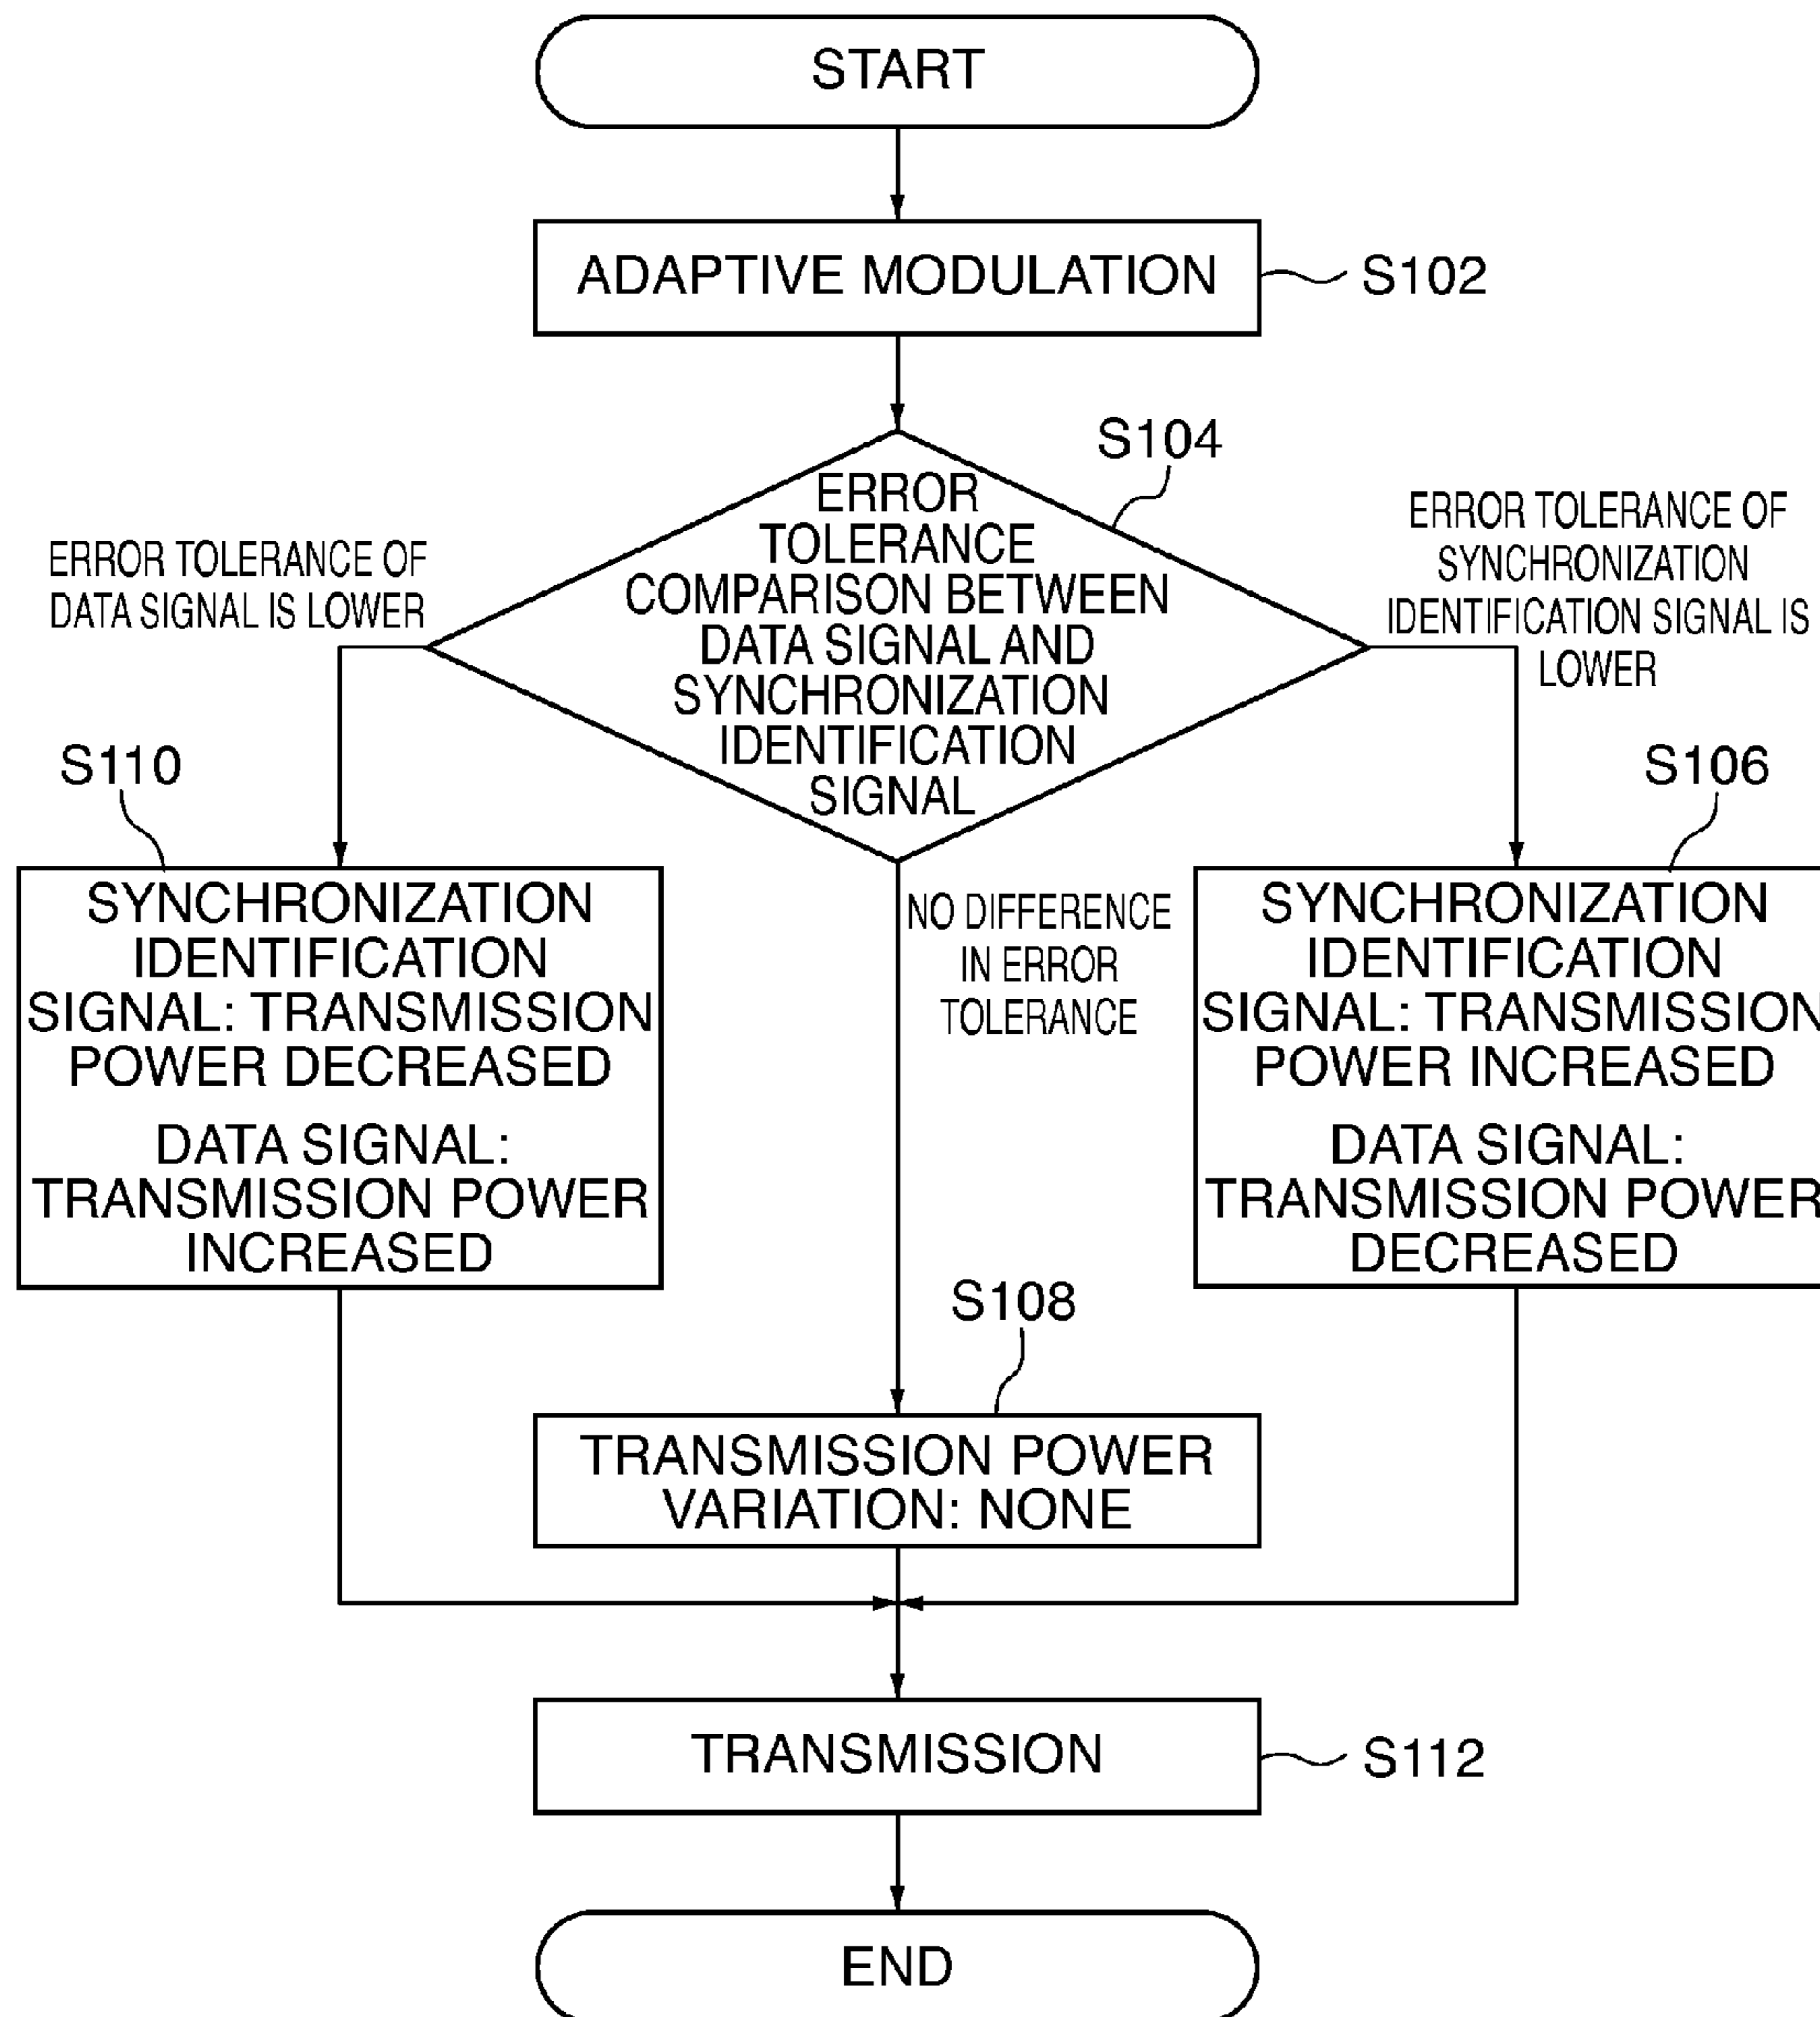 START
ADAPTIVE MODULATION
S102
S104
ERROR
TOLERANCE
COMPARISON BETWEEN
DATA SIGNAL AND
SYNCHRONIZATION
IDENTIFICATION
SIGNAL
ERROR TOLERANCE OF
DATA SIGNAL IS LOWER
ERROR TOLERANCE OF
SYNCHRONIZATION
IDENTIFICATION SIGNAL IS
LOWER
S110
SYNCHRONIZATION
IDENTIFICATION
SIGNAL: TRANSMISSION
POWER DECREASED
DATA SIGNAL:
TRANSMISSION POWER
INCREASED
NO DIFFERENCE
IN ERROR
TOLERANCE
S106
SYNCHRONIZATION
IDENTIFICATION
SIGNAL: TRANSMISSION
POWER INCREASED
DATA SIGNAL:
TRANSMISSION POWER
DECREASED
S108
TRANSMISSION POWER
VARIATION: NONE
TRANSMISSION
S112
END